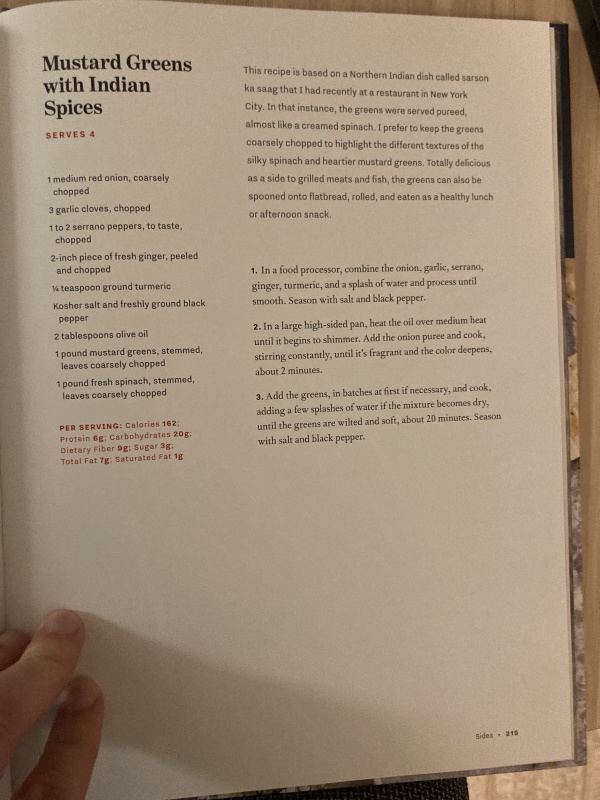 Mustard Greens
with Indian
Spices
SERVES 4
1 medium red onion, coarsely
chopped
3 garlic cloves, chopped
1 to 2 serrano peppers, to taste,
chopped
2-inch piece of fresh ginger, peeled
and chopped
¼ teaspoon ground turmeric
Kosher salt and freshly ground black
pepper
2 tablespoons olive oil
1 pound mustard greens, stemmed,
leaves coarsely chopped
1 pound fresh spinach, stemmed,
leaves coarsely chopped
PER SERVING: Calories 162;
Protein 6g; Carbohydrates 20g;
Dietary Fiber 9g; Sugar 3g;
Total Fat 7g; Saturated Fat 1g
This recipe is based on a Northern Indian dish called sarson
ka saag that I had recently at a restaurant in New York
City. In that instance, the greens were served pureed,
almost like a creamed spinach. I prefer to keep the greens
coarsely chopped to highlight the different textures of the
silky spinach and heartier mustard greens. Totally delicious
as a side to grilled meats and fish, the greens can also be
spooned onto flatbread, rolled, and eaten as a healthy lunch
or afternoon snack.
1. In a food processor, combine the onion, garlic, serrano,
ginger, turmeric, and a splash of water and process until
smooth. Season with salt and black pepper.
2. In a large high-sided pan, heat the oil over medium heat
until it begins to shimmer. Add the onion puree and cook,
stirring constantly, until it's fragrant and the color deepens,
about 2 minutes.
3. Add the greens, in batches at first if necessary, and cook,
adding a few splashes of water if the mixture becomes dry,
until the greens are wilted and soft, about 20 minutes. Season
with salt and black pepper.
Sides • 215